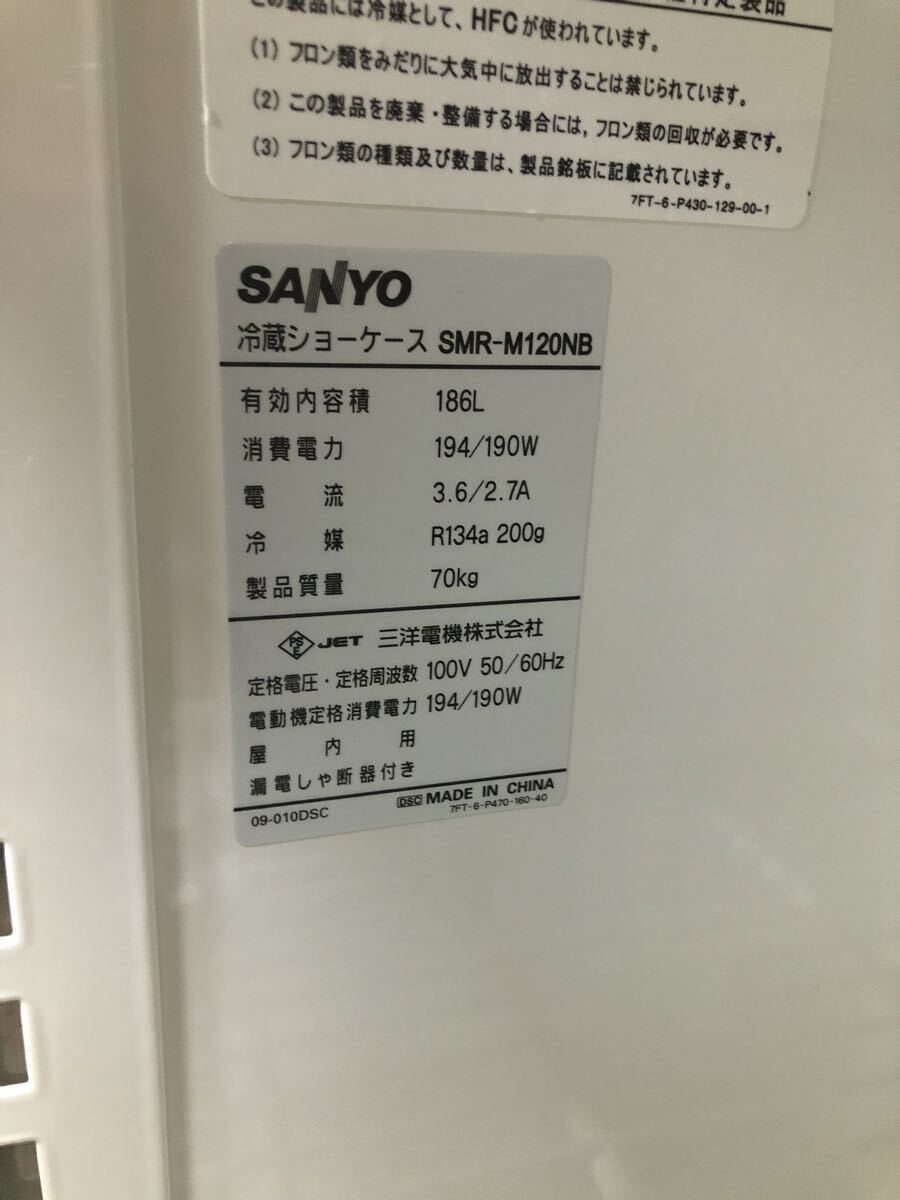 この製品には冷媒として、HFCが使われています。
(1) フロン類をみだりに大気中に放出することは禁じられています。
(2) この製品を廃棄・整備する場合には, フロン類の回収が必要です。
(3) フロン類の種類及び数量は、製品銘板に記載されています。
7FT-6-P430-129-00-1
SANYO
冷蔵ショーケース SMR-M120NB
有効内容積 186L
消費電力 194/190W
電流 3.6/2.7A
冷媒 R134a 200g
製品質量 70kg
PSE JET 三洋電機株式会社
定格電圧・定格周波数 100V 50/60Hz
電動機定格消費電力 194/190W
屋内用
漏電しゃ断器付き
09-010DSC DSC MADE IN CHINA
7FT-6-P470-160-40